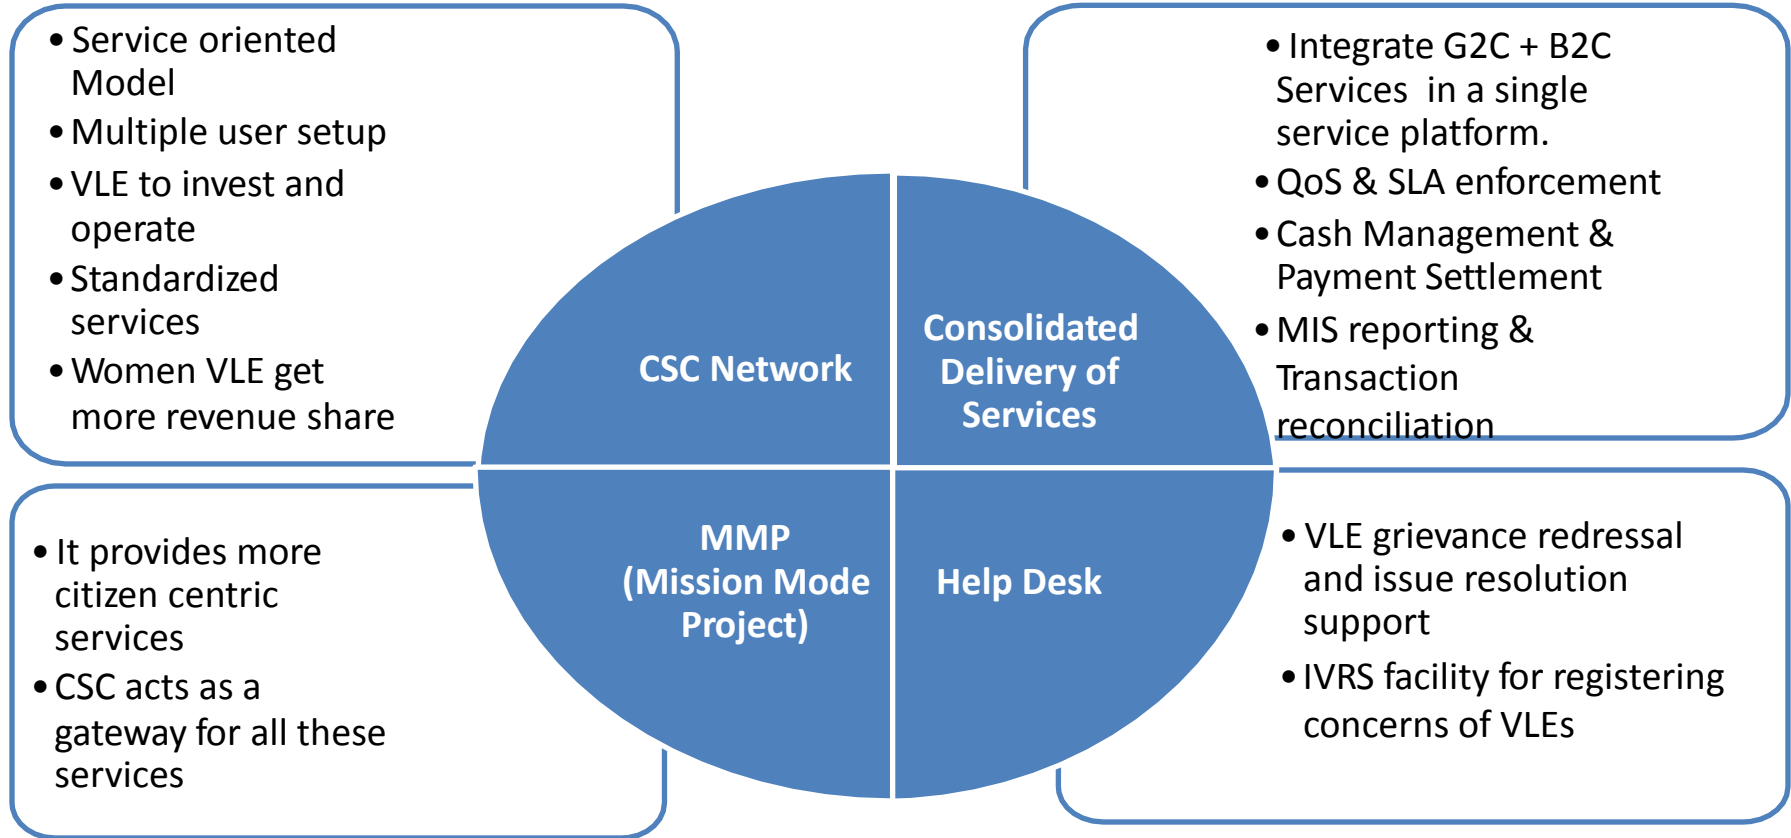 • Service oriented
Model
• Multiple user setup
• VLE to invest and
operate
• Standardized
services
• Women VLE get
more revenue share
• Integrate G2C + B2C
Services in a single
service platform.
• QoS & SLA enforcement
• Cash Management &
Payment Settlement
• MIS reporting &
Transaction
reconciliation
CSC Network
Consolidated
Delivery of
Services
MMP
(Mission Mode
Project)
Help Desk
• It provides more
citizen centric
services
• CSC acts as a
gateway for all these
services
• VLE grievance redressal
and issue resolution
support
• IVRS facility for registering
concerns of VLEs